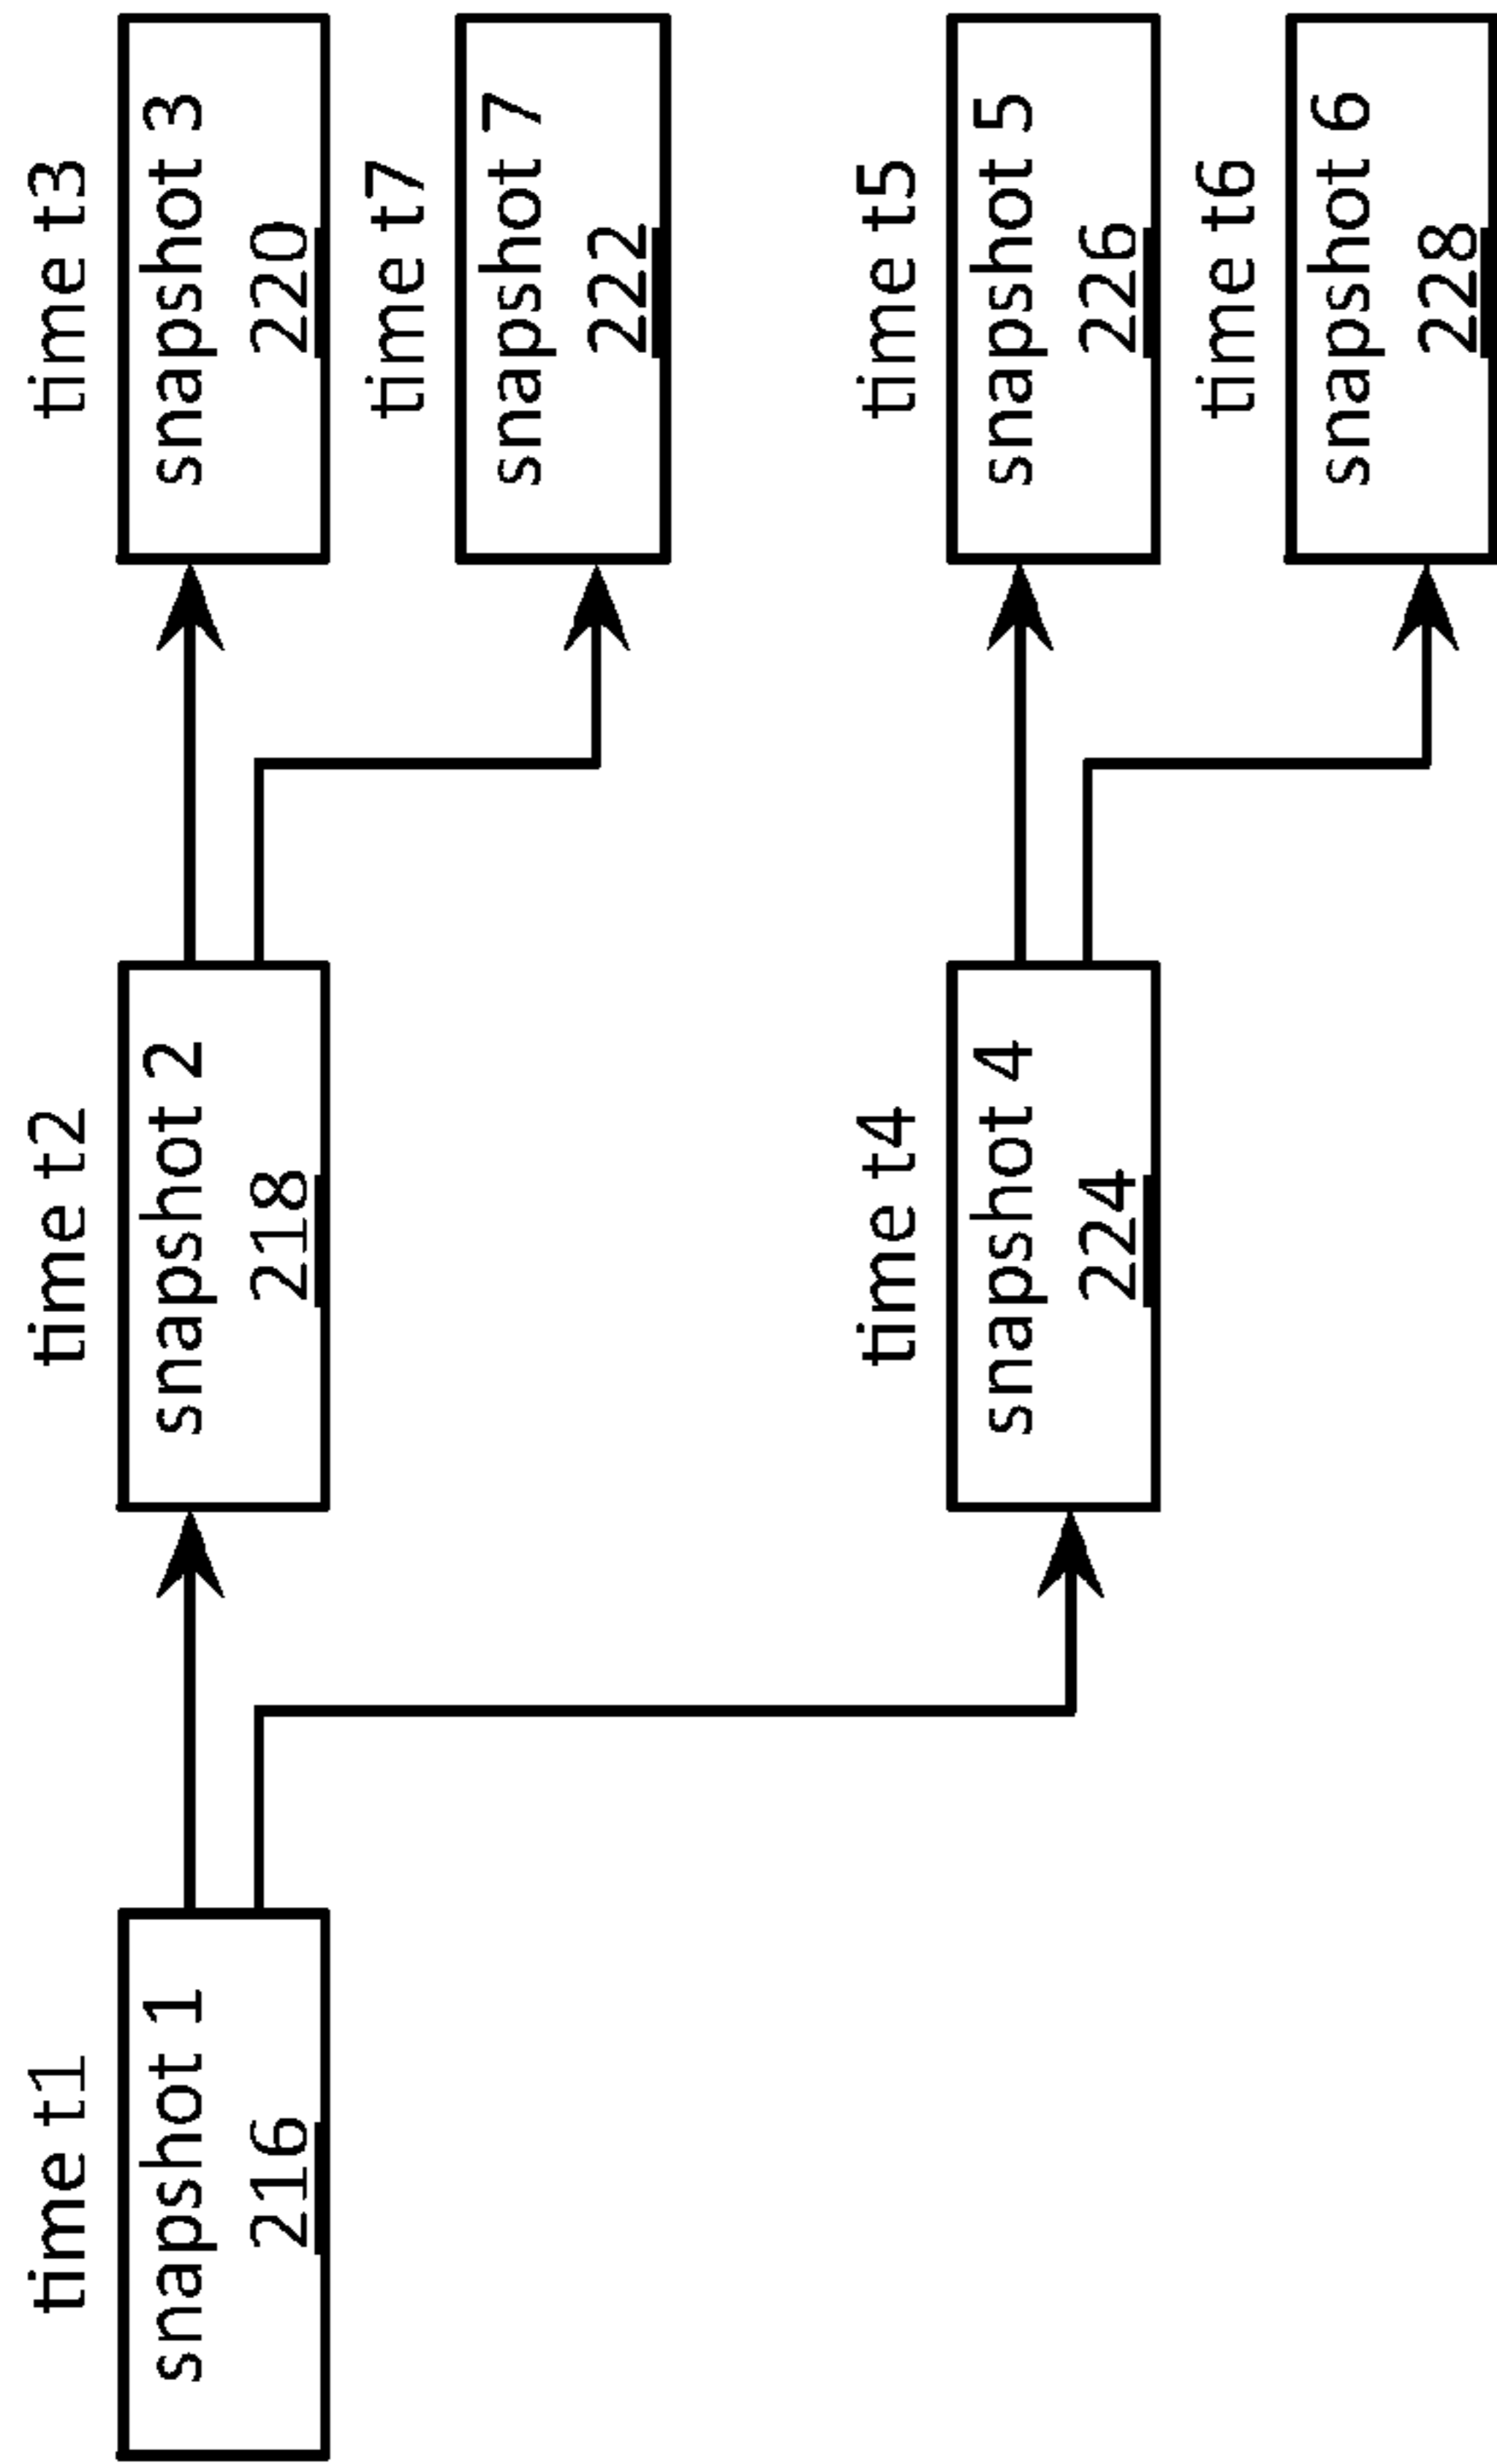 time t1
snapshot 1
216
time t2
snapshot 2
218
time t3
snapshot 3
220
time t7
snapshot 7
222
time t4
snapshot 4
224
time t5
snapshot 5
226
time t6
snapshot 6
228